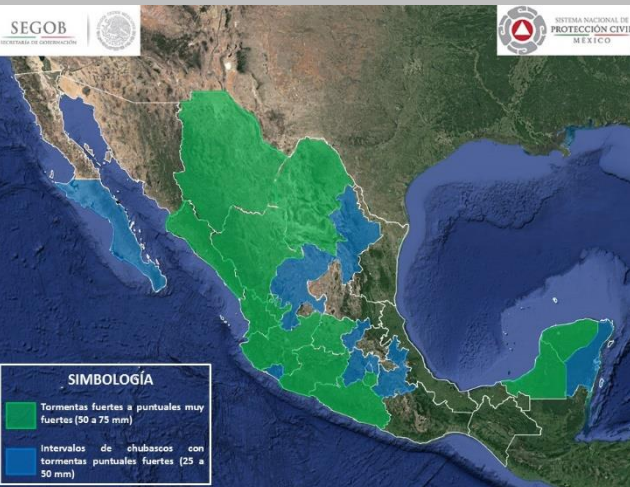 SEGOB
SECRETARÍA DE GOBERNACIÓN
SISTEMA NACIONAL DE
PROTECCIÓN CIVIL
MÉXICO
SIMBOLOGÍA
Tormentas fuertes a puntuales muy
fuertes (50 a 75 mm)
Intervalos de chubascos con
tormentas puntuales fuertes (25 a
50 mm)